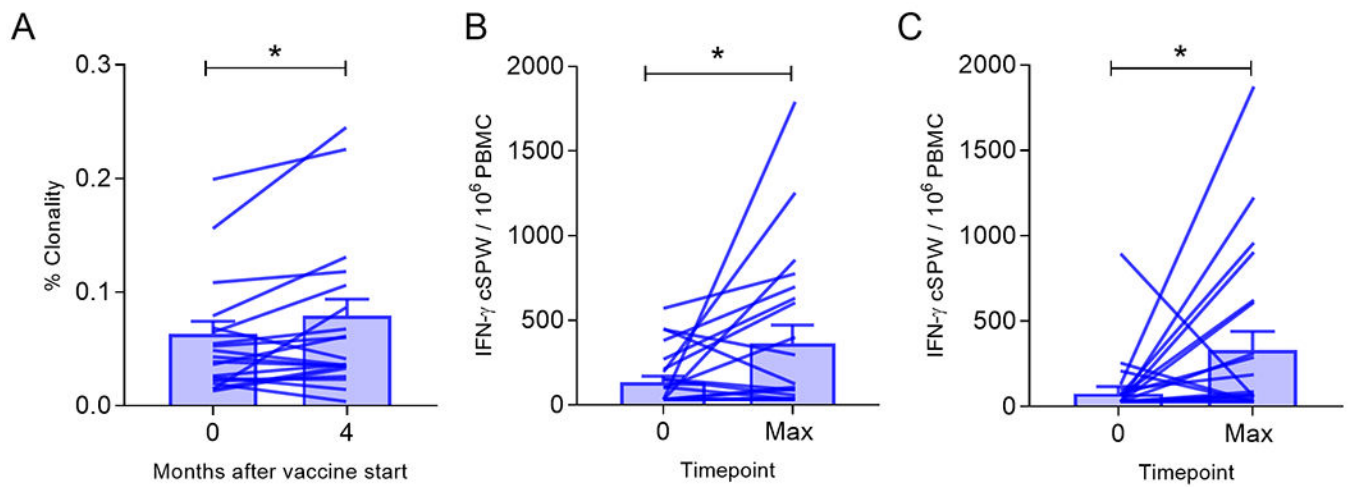 A
*
0.3
0.2
0.1
0.0
% Clonality
0
4
Months after vaccine start
B
*
2000
1500
1000
500
0
IFN-γ cSPW / 10⁶ PBMC
0
Max
Timepoint
C
*
2000
1500
1000
500
0
IFN-γ cSPW / 10⁶ PBMC
0
Max
Timepoint